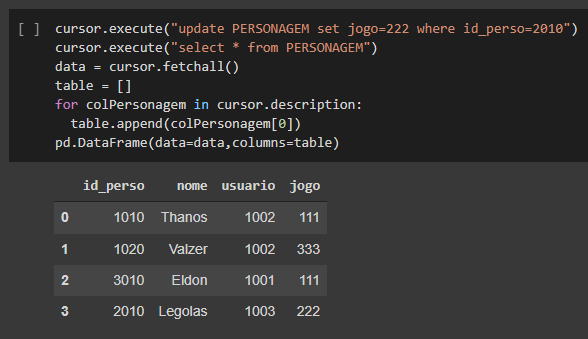 [ ] cursor.execute("update PERSONAGEM set jogo=222 where id_perso=2010")
cursor.execute("select * from PERSONAGEM")
data = cursor.fetchall()
table = []
for colPersonagem in cursor.description:
  table.append(colPersonagem[0])
pd.DataFrame(data=data,columns=table)
id_perso nome usuario jogo
0 1010 Thanos 1002 111
1 1020 Valzer 1002 333
2 3010 Eldon 1001 111
3 2010 Legolas 1003 222